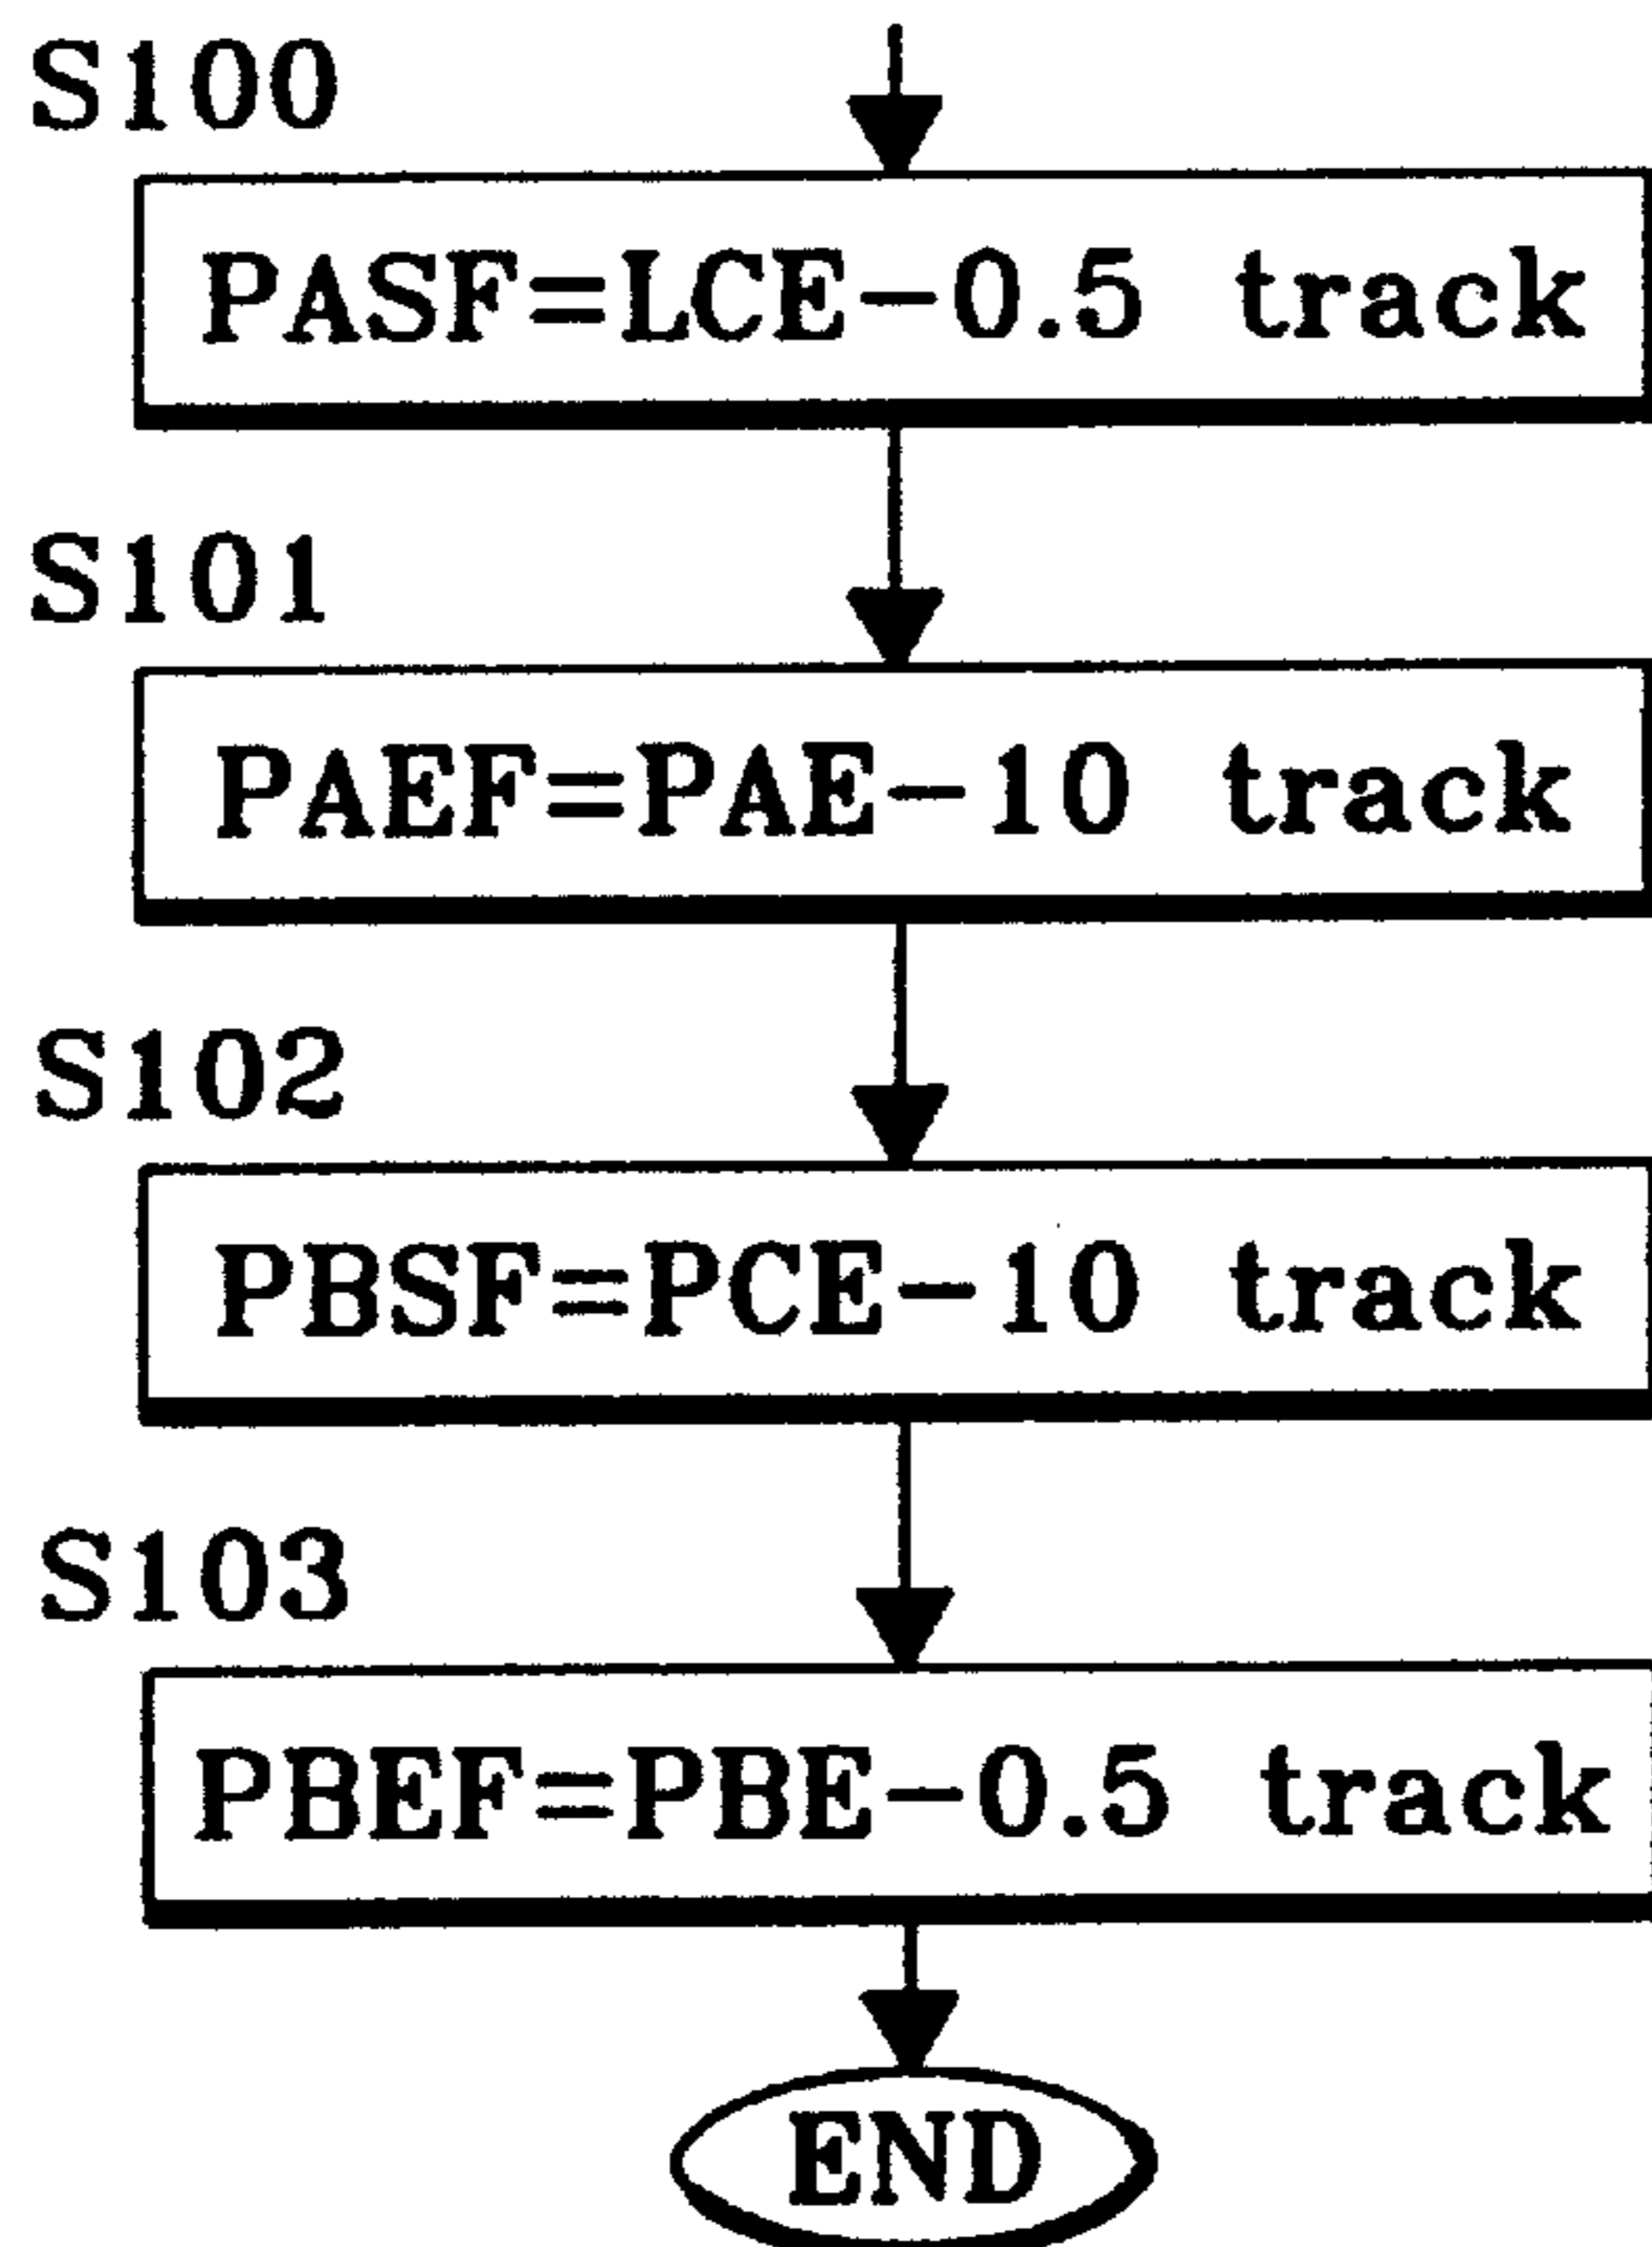 S100
PASF=LCE-0.5 track
S101
PAEF=PAE-10 track
S102
PBSF=PCE-10 track
S103
PBEF=PBE-0.5 track
END